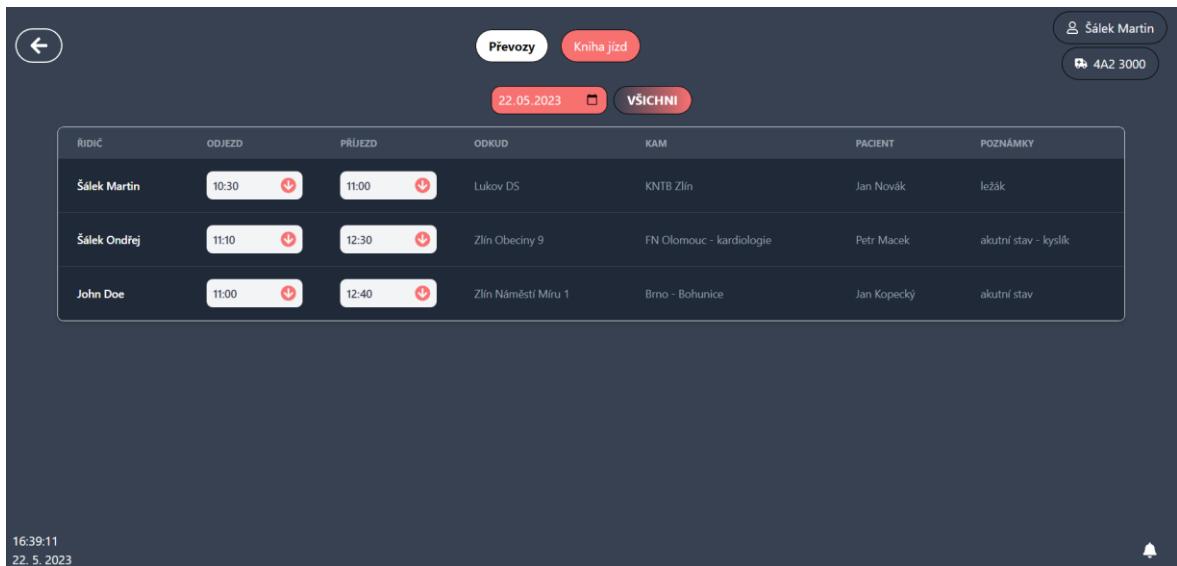 Převozy Kniha jízd Šálek Martin
4A2 3000
22.05.2023 VŠICHNI
ŘIDIČ ODJEZD PŘÍJEZD ODKUD KAM PACIENT POZNÁMKY
Šálek Martin 10:30 11:00 Lukov DS KNTB Zlín Jan Novák ležák
Šálek Ondřej 11:10 12:30 Zlín Obeciny 9 FN Olomouc - kardiologie Petr Macek akutní stav - kyslík
John Doe 11:00 12:40 Zlín Náměstí Míru 1 Brno - Bohunice Jan Kopecký akutní stav
16:39:11
22. 5. 2023